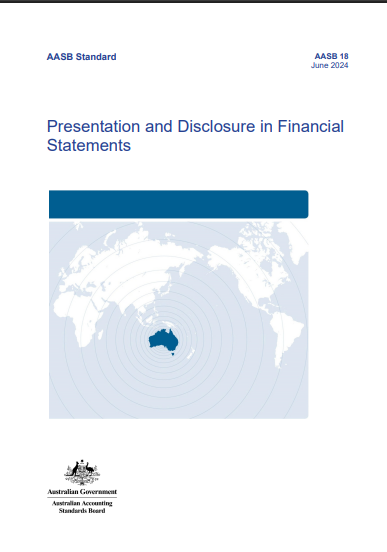 AASB Standard
AASB 18
June 2024
Presentation and Disclosure in Financial
Statements
Australian Government
Australian Accounting
Standards Board